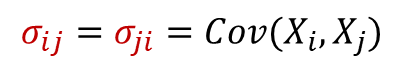 σᵢⱼ = σⱼᵢ = Cov(Xᵢ, Xⱼ)